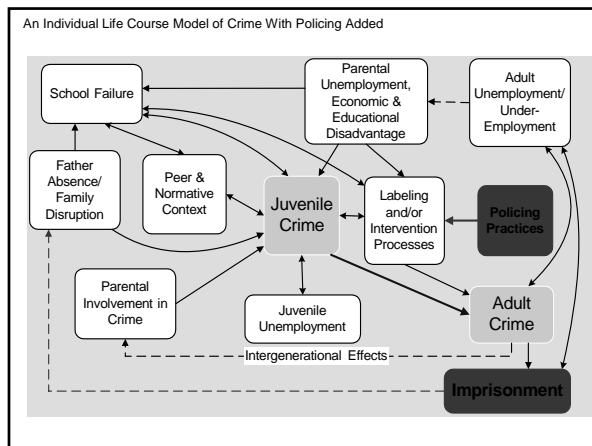 An Individual Life Course Model of Crime With Policing Added
School Failure
Parental
Unemployment,
Economic &
Educational
Disadvantage
Adult
Unemployment/
Under-
Employment
Father
Absence/
Family
Disruption
Peer &
Normative
Context
Juvenile
Crime
Labeling
and/or
Intervention
Processes
Policing
Practices
Parental
Involvement in
Crime
Juvenile
Unemployment
Adult
Crime
Intergenerational Effects
Imprisonment